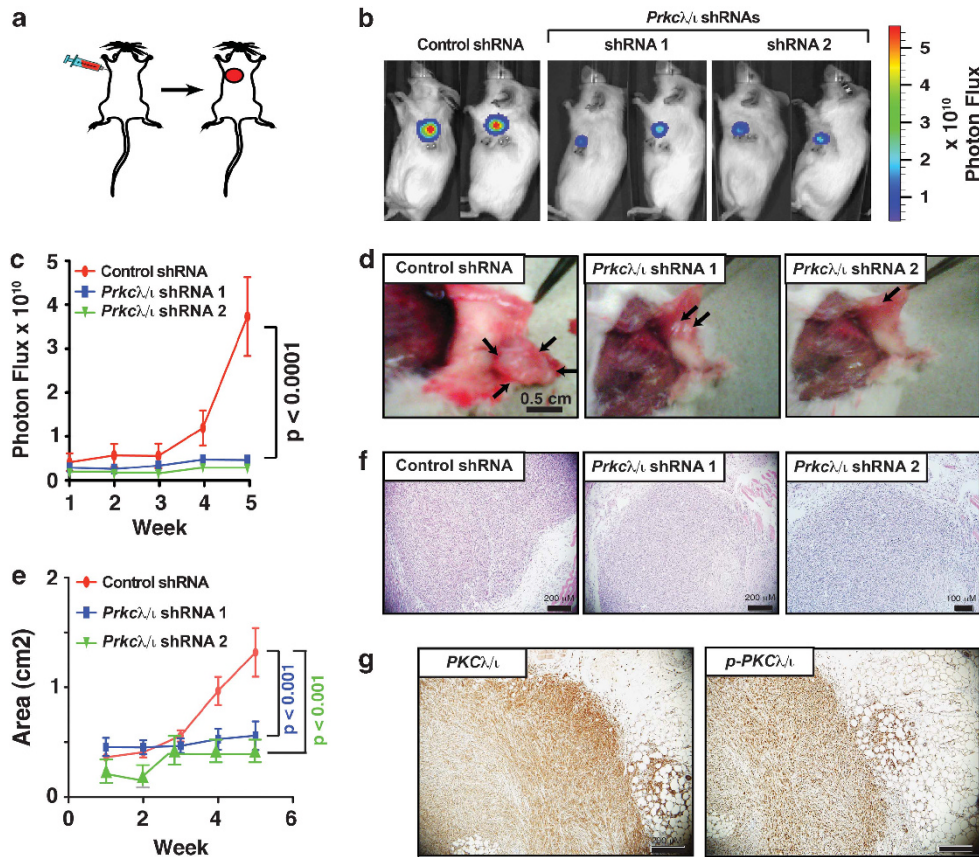 a
b
Prkcλ/ι shRNAs
Control shRNA
shRNA 1
shRNA 2
5
4
3
2
1
Photon Flux
x 10¹⁰
c
Control shRNA
Prkcλ/ι shRNA 1
Prkcλ/ι shRNA 2
Photon Flux x 10¹⁰
5
4
3
2
1
0
1 2 3 4 5
Week
p < 0.0001
d
Control shRNA
Prkcλ/ι shRNA 1
Prkcλ/ι shRNA 2
0.5 cm
e
Control shRNA
Prkcλ/ι shRNA 1
Prkcλ/ι shRNA 2
Area (cm2)
2
1
0
0 2 4 6
Week
p < 0.001
p < 0.001
f
Control shRNA
Prkcλ/ι shRNA 1
Prkcλ/ι shRNA 2
200 µM
200 µM
100 µM
g
PKCλ/ι
p-PKCλ/ι